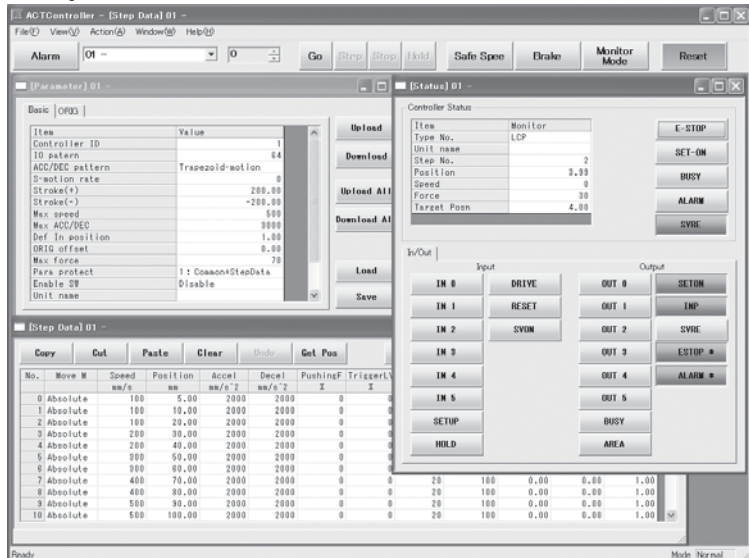 ACTController - [Step Data] 01 -
File(F) View(V) Action(A) Window(W) Help(H)
Alarm 01 - 0 Go Step Stop Hold Safe Spee Brake Monitor Mode Reset
[Parameter] 01 -
Basic ORIG
Item Value
Controller ID 1
IO patern 64
ACC/DEC pattern Trapezoid-motion
S-motion rate 0
Stroke(+) 200.00
Stroke(-) -200.00
Max speed 500
Max ACC/DEC 3000
Def In position 1.00
ORIG offset 0.00
Max force 70
Para protect 1: Common+StepData
Enable SW Disable
Unit name
Upload
Download
Upload All
Download Al
Load
Save
[Status] 01 -
Controller Status
Item Monitor
Type No. LCP
Unit name
Step No. 2
Position 3.99
Speed 0
Force 30
Target Posn 4.00
E-STOP
SET-ON
BUSY
ALARM
SVRE
In/Out
Input Output
IN 0 DRIVE OUT 0 SETON
IN 1 RESET OUT 1 INP
IN 2 SVON OUT 2 SVRE
IN 3 OUT 3 ESTOP *
IN 4 OUT 4 ALARM *
IN 5 OUT 5
SETUP BUSY
HOLD AREA
[Step Data] 01 -
Copy Cut Paste Clear Undo Get Pos
No. Move M Speed Position Accel Decel PushingF TriggerLV
mm/s mm mm/s^2 mm/s^2 % %
0 Absolute 100 5.00 2000 2000 0 0
1 Absolute 100 10.00 2000 2000 0 0
2 Absolute 100 20.00 2000 2000 0 0
3 Absolute 200 30.00 2000 2000 0 0
4 Absolute 200 40.00 2000 2000 0 0
5 Absolute 300 50.00 2000 2000 0 0
6 Absolute 300 60.00 2000 2000 0 0
7 Absolute 400 70.00 2000 2000 0 0 20 100 0.00 0.00 1.00
8 Absolute 400 80.00 2000 2000 0 0 20 100 0.00 0.00 1.00
9 Absolute 500 90.00 2000 2000 0 0 20 100 0.00 0.00 1.00
10 Absolute 500 100.00 2000 2000 0 0 20 100 0.00 0.00 1.00
Ready Mode Normal